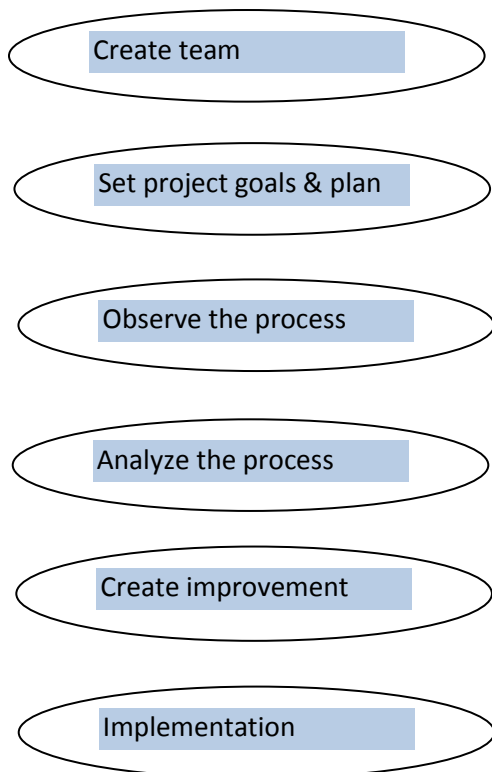 Create team
Set project goals & plan
Observe the process
Analyze the process
Create improvement
Implementation